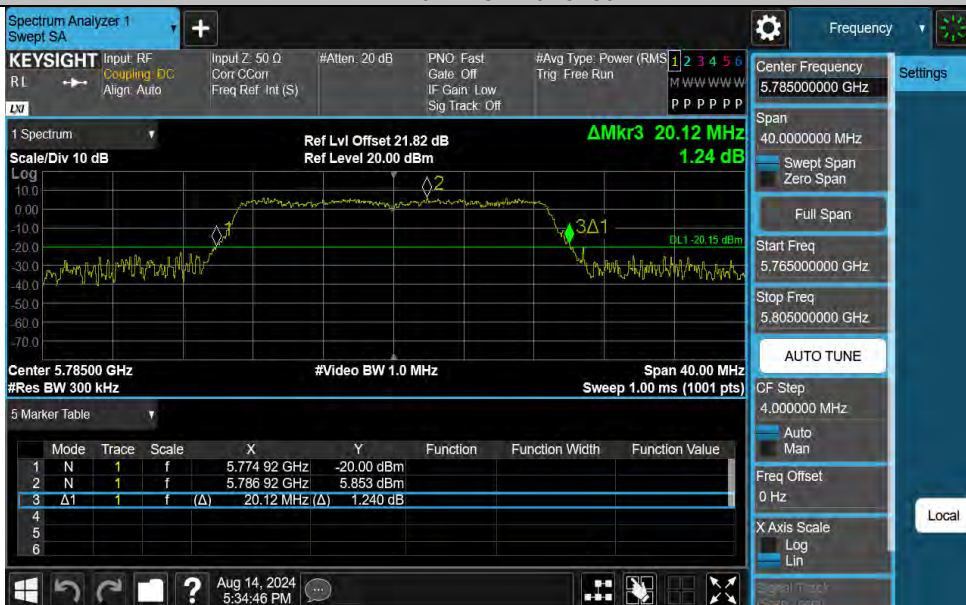 Spectrum Analyzer 1
Swept SA
+
Frequency
KEYSIGHT
RL
LXI
Input: RF
Coupling: DC
Align: Auto
Input Z: 50 Ω
Corr CCorr
Freq Ref: Int (S)
#Atten: 20 dB
PNO: Fast
Gate: Off
IF Gain: Low
Sig Track: Off
#Avg Type: Power (RMS
Trig: Free Run
1 2 3 4 5 6
M W W W W W
P P P P P P
1 Spectrum
Scale/Div 10 dB
Ref Lvl Offset 21.82 dB
Ref Level 20.00 dBm
ΔMkr3 20.12 MHz
1.24 dB
Log
10.0
0.00
-10.0
-20.0
-30.0
-40.0
-50.0
-60.0
-70.0
1
2
3Δ1
DL1 -20.15 dBm
Center 5.78500 GHz
#Res BW 300 kHz
#Video BW 1.0 MHz
Span 40.00 MHz
Sweep 1.00 ms (1001 pts)
5 Marker Table
Mode Trace Scale X Y Function Function Width Function Value
1 N 1 f 5.774 92 GHz -20.00 dBm
2 N 1 f 5.786 92 GHz 5.853 dBm
3 Δ1 1 f (Δ) 20.12 MHz (Δ) 1.240 dB
4
5
6
?
Aug 14, 2024
5:34:46 PM
Center Frequency
5.785000000 GHz
Span
40.0000000 MHz
Swept Span
Zero Span
Full Span
Start Freq
5.765000000 GHz
Stop Freq
5.805000000 GHz
AUTO TUNE
CF Step
4.000000 MHz
Auto
Man
Freq Offset
0 Hz
X Axis Scale
Log
Lin
Signal Track
Settings
Local